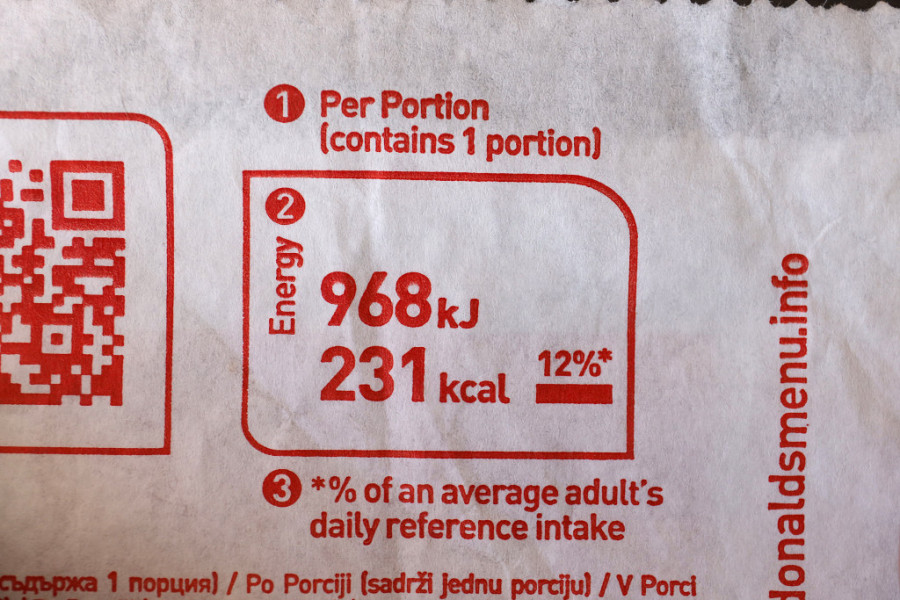 1 Per Portion
(contains 1 portion)
2
Energy
968 kJ
231 kcal
12%*
3 *% of an average adult's
daily reference intake
държа 1 порция) / Po Porciji (sadrži jednu porciju) / V Porci
donaldsmenu.info